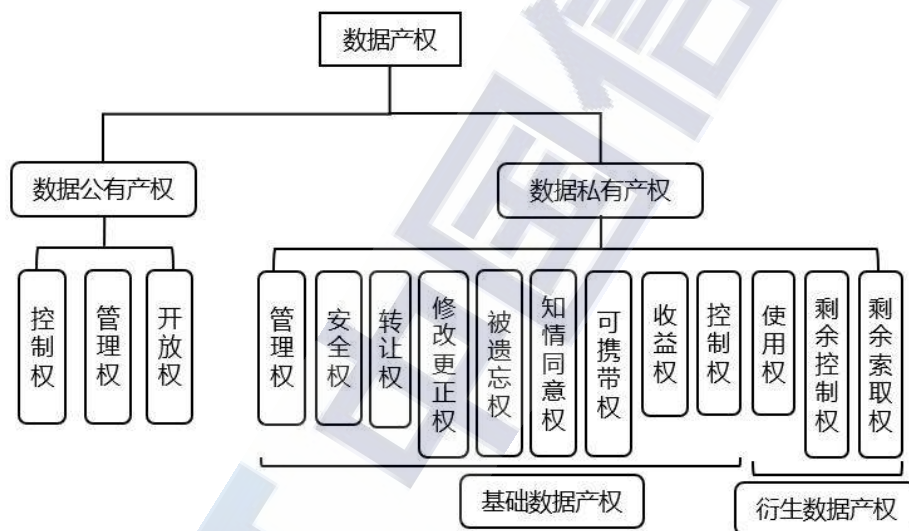 数据产权
数据公有产权
数据私有产权
控制权
管理权
开放权
管理权
安全权
转让权
修改更正权
被遗忘权
知情同意权
可携带权
收益权
控制权
使用权
剩余控制权
剩余索取权
基础数据产权
衍生数据产权
中国信